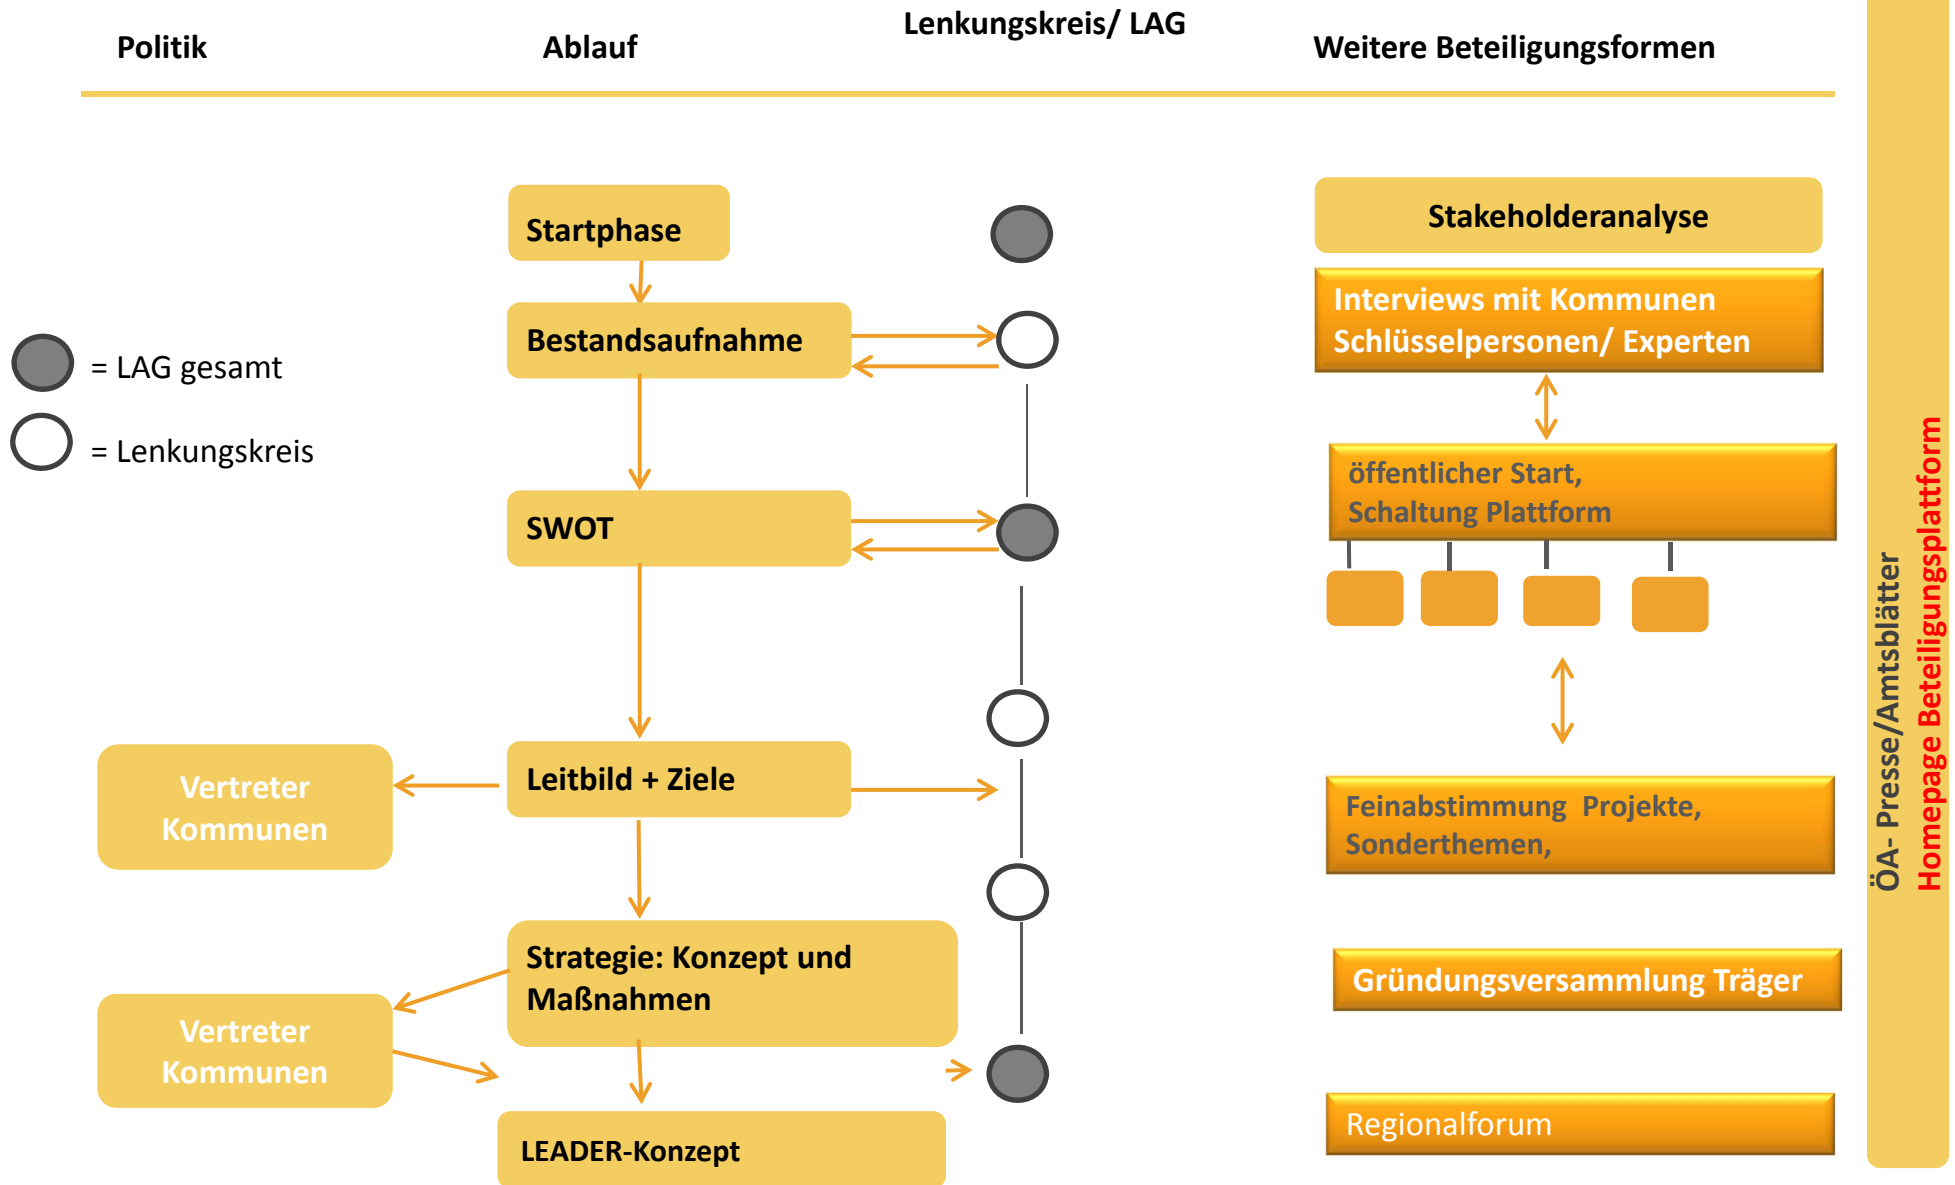 Politik
Ablauf
Lenkungskreis/ LAG
Weitere Beteiligungsformen
= LAG gesamt
= Lenkungskreis
Vertreter
Kommunen
Vertreter
Kommunen
Startphase
Bestandsaufnahme
SWOT
Leitbild + Ziele
Strategie: Konzept und
Maßnahmen
LEADER-Konzept
Stakeholderanalyse
Interviews mit Kommunen
Schlüsselpersonen/ Experten
öffentlicher Start,
Schaltung Plattform
Feinabstimmung  Projekte,
Sonderthemen,
Gründungsversammlung Träger
Regionalforum
ÖA- Presse/Amtsblätter
Homepage Beteiligungsplattform